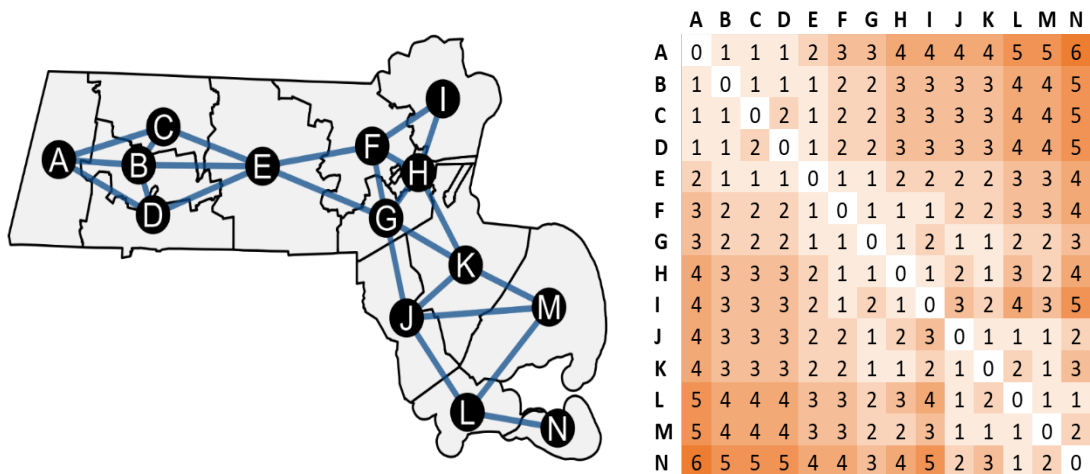 I
C
F
A
B
E
H
D
G
K
J
M
L
N
A B C D E F G H I J K L M N
A 0 1 1 1 2 3 3 4 4 4 4 5 5 6
B 1 0 1 1 1 2 2 3 3 3 3 4 4 5
C 1 1 0 2 1 2 2 3 3 3 3 4 4 5
D 1 1 2 0 1 2 2 3 3 3 3 4 4 5
E 2 1 1 1 0 1 1 2 2 2 2 3 3 4
F 3 2 2 2 1 0 1 1 1 2 2 3 3 4
G 3 2 2 2 1 1 0 1 2 1 1 2 2 3
H 4 3 3 3 2 1 1 0 1 2 1 3 2 4
I 4 3 3 3 2 1 2 1 0 3 2 4 3 5
J 4 3 3 3 2 2 1 2 3 0 1 1 1 2
K 4 3 3 3 2 2 1 1 2 1 0 2 1 3
L 5 4 4 4 3 3 2 3 4 1 2 0 1 1
M 5 4 4 4 3 3 2 2 3 1 1 1 0 2
N 6 5 5 5 4 4 3 4 5 2 3 1 2 0